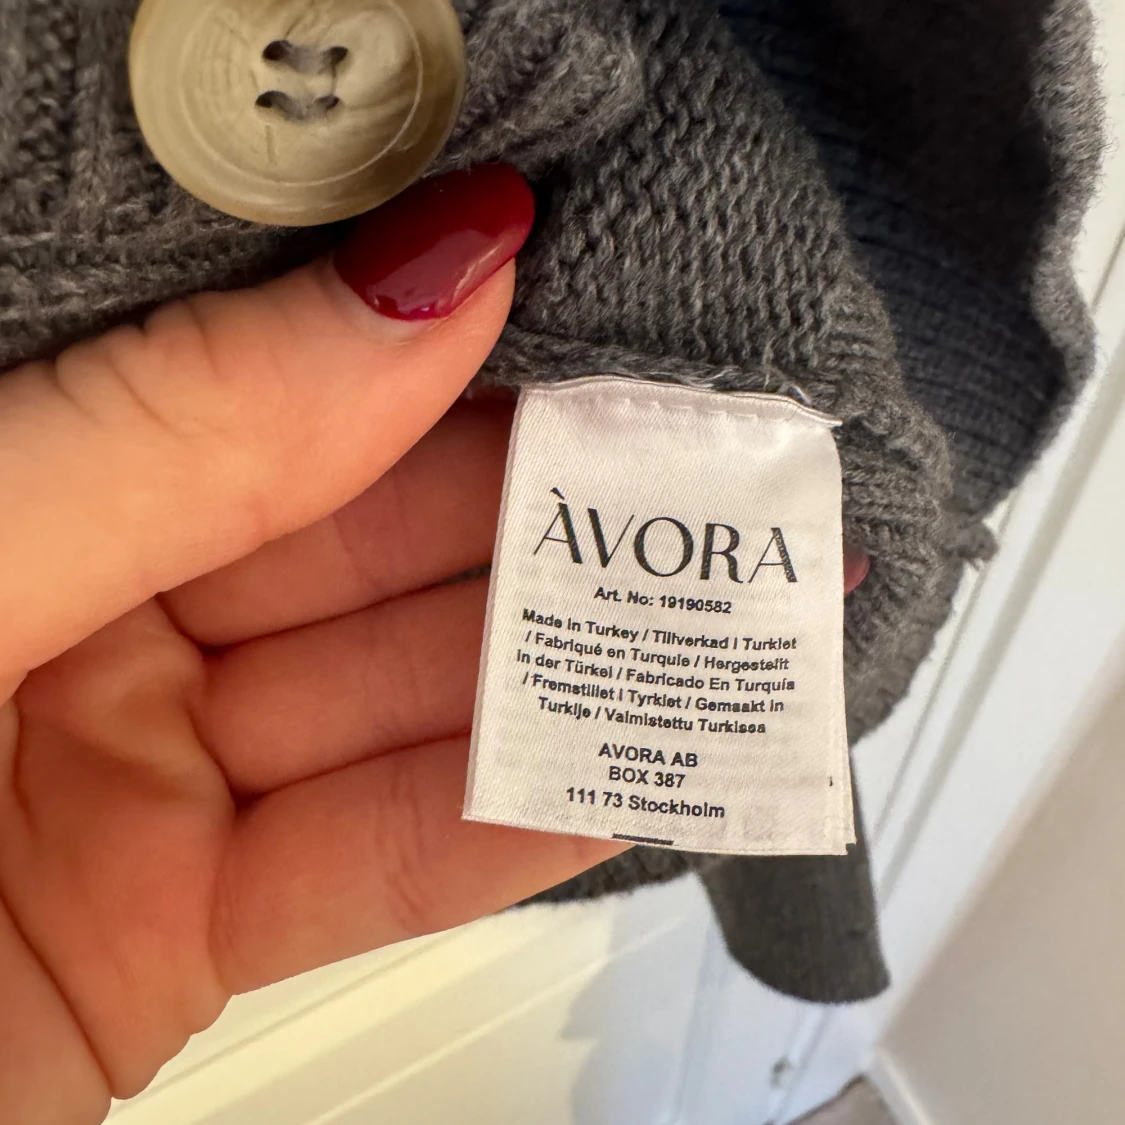 ÀVORA
Art. No: 19190582
Made in Turkey / Tillverkad i Turkiet
/ Fabriqué en Turquie / Hergestellt
in der Türkei / Fabricado En Turquía
/ Fremstillet i Tyrkiet / Gemaakt in
Turkije / Valmistettu Turkissa
AVORA AB
BOX 387
111 73 Stockholm